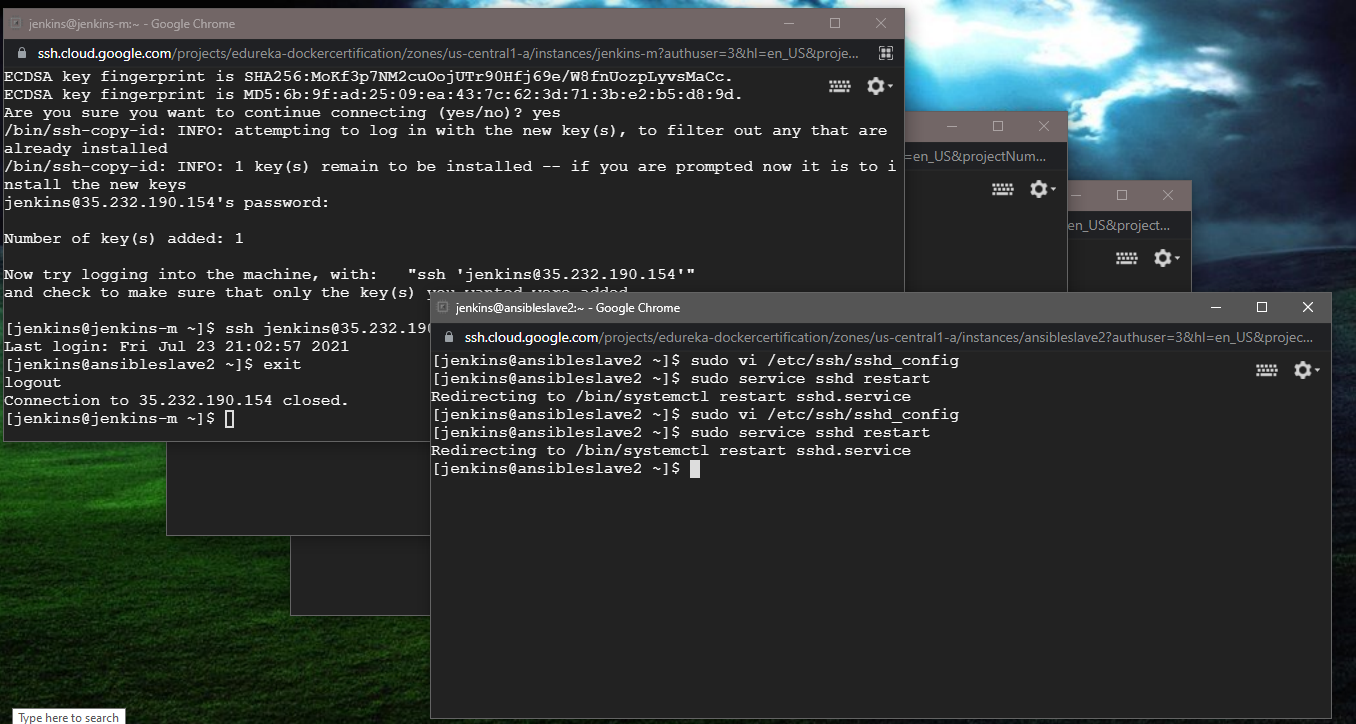 jenkins@jenkins-m:~ - Google Chrome
ssh.cloud.google.com/projects/edureka-dockercertification/zones/us-central1-a/instances/jenkins-m?authuser=3&hl=en_US&proje...
ECDSA key fingerprint is SHA256:MoKf3p7NM2cuOojUTr90Hfj69e/W8fnUozpLyvsMaCc.
ECDSA key fingerprint is MD5:6b:9f:ad:25:09:ea:43:7c:62:3d:71:3b:e2:b5:d8:9d.
Are you sure you want to continue connecting (yes/no)? yes
/bin/ssh-copy-id: INFO: attempting to log in with the new key(s), to filter out any that are
already installed
/bin/ssh-copy-id: INFO: 1 key(s) remain to be installed -- if you are prompted now it is to i
nstall the new keys
jenkins@35.232.190.154's password:
Number of key(s) added: 1
Now try logging into the machine, with:   "ssh 'jenkins@35.232.190.154'"
and check to make sure that only the key(s) you wanted were added.
[jenkins@jenkins-m ~]$ ssh jenkins@35.232.190
Last login: Fri Jul 23 21:02:57 2021
[jenkins@ansibleslave2 ~]$ exit
logout
Connection to 35.232.190.154 closed.
[jenkins@jenkins-m ~]$
=en_US&projectNum...
en_US&project...
jenkins@ansibleslave2:~ - Google Chrome
ssh.cloud.google.com/projects/edureka-dockercertification/zones/us-central1-a/instances/ansibleslave2?authuser=3&hl=en_US&projec...
[jenkins@ansibleslave2 ~]$ sudo vi /etc/ssh/sshd_config
[jenkins@ansibleslave2 ~]$ sudo service sshd restart
Redirecting to /bin/systemctl restart sshd.service
[jenkins@ansibleslave2 ~]$ sudo vi /etc/ssh/sshd_config
[jenkins@ansibleslave2 ~]$ sudo service sshd restart
Redirecting to /bin/systemctl restart sshd.service
[jenkins@ansibleslave2 ~]$
Type here to search